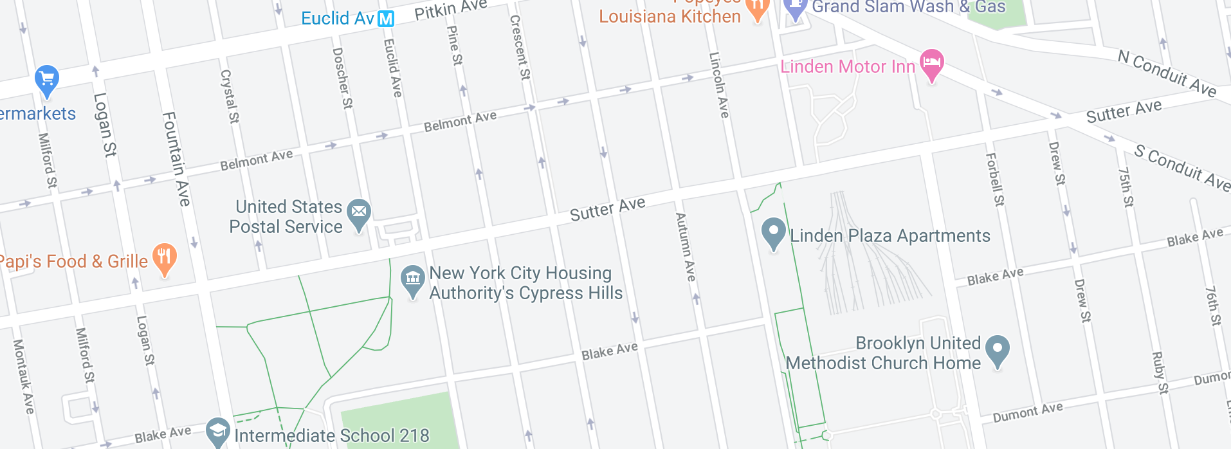 Euclid Av M
Pitkin Ave
Popeyes
Louisiana Kitchen
Grand Slam Wash & Gas
N Conduit Ave
Linden Motor Inn
Sutter Ave
S Conduit Ave
ermarkets
Logan St
Fountain Ave
Crystal St
Doscher St
Euclid Ave
Pine St
Crescent St
Lincoln Ave
Milford St
Belmont Ave
Belmont Ave
Forbell St
Drew St
75th St
United States
Postal Service
Sutter Ave
Autumn Ave
Linden Plaza Apartments
Blake Ave
Papi's Food & Grille
New York City Housing
Authority's Cypress Hills
Blake Ave
Drew St
76th St
Montauk Ave
Milford St
Logan St
Blake Ave
Brooklyn United
Methodist Church Home
Ruby St
Dumont Ave
Dumon
Blake Ave
Intermediate School 218